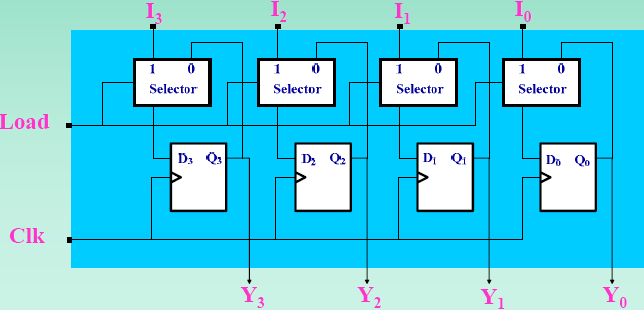 I3 I2 I1 I0
1 0 1 0 1 0 1 0
Selector Selector Selector Selector
Load
D3 Q3 D2 Q2 D1 Q1 D0 Q0
Clk
Y3 Y2 Y1 Y0